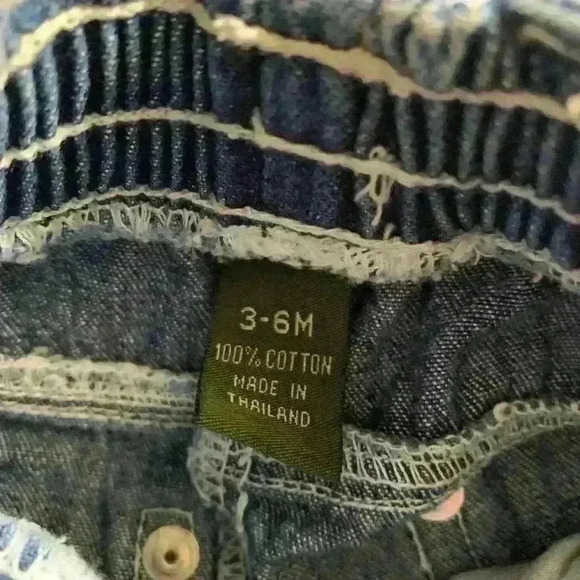 3-6M
100% COTTON
MADE IN
THAILAND